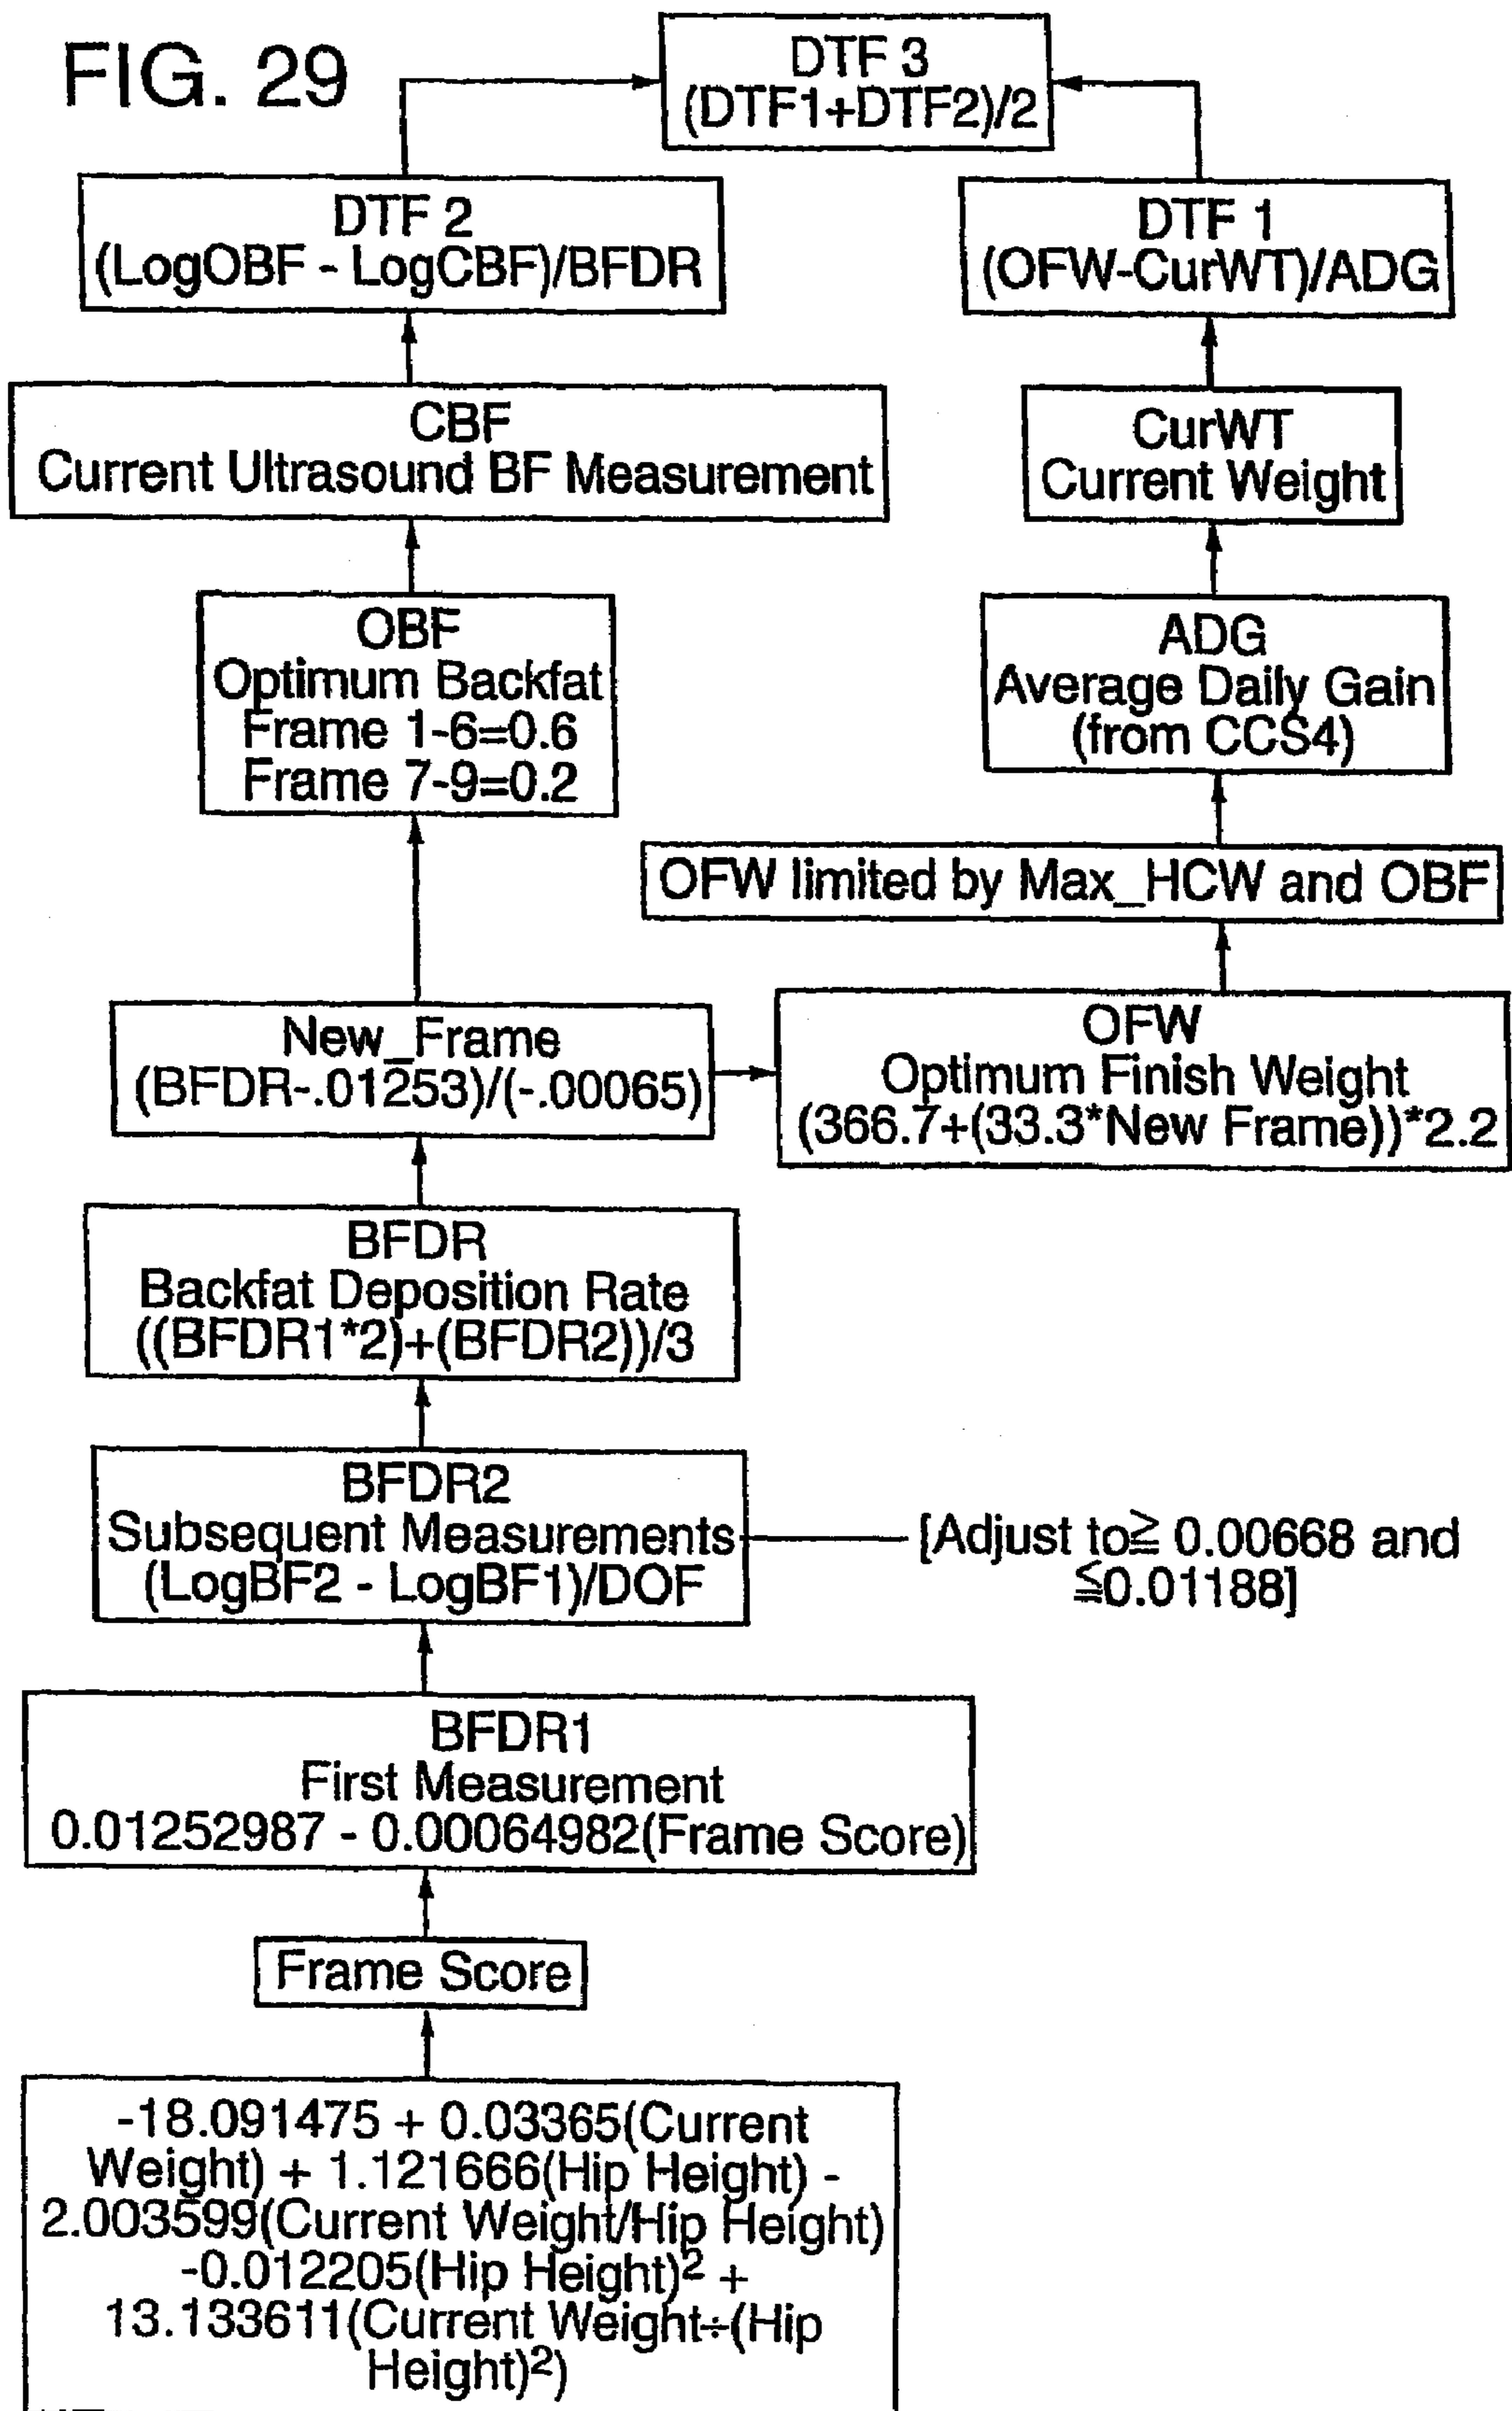 FIG. 29
DTF 3
(DTF1+DTF2)/2
DTF 2
(LogOBF - LogCBF)/BFDR
DTF 1
(OFW-CurWT)/ADG
CBF
Current Ultrasound BF Measurement
CurWT
Current Weight
OBF
Optimum Backfat
Frame 1-6=0.6
Frame 7-9=0.2
ADG
Average Daily Gain
(from CCS4)
OFW limited by Max_HCW and OBF
New_Frame
(BFDR-.01253)/(-.00065)
OFW
Optimum Finish Weight
(366.7+(33.3*New Frame))*2.2
BFDR
Backfat Deposition Rate
((BFDR1*2)+(BFDR2))/3
BFDR2
Subsequent Measurements
(LogBF2 - LogBF1)/DOF
[Adjust to≧ 0.00668 and
≦0.01188]
BFDR1
First Measurement
0.01252987 - 0.00064982(Frame Score)
Frame Score
-18.091475 + 0.03365(Current
Weight) + 1.121666(Hip Height) -
2.003599(Current Weight/Hip Height)
-0.012205(Hip Height)² +
13.133611(Current Weight÷(Hip
Height)²)